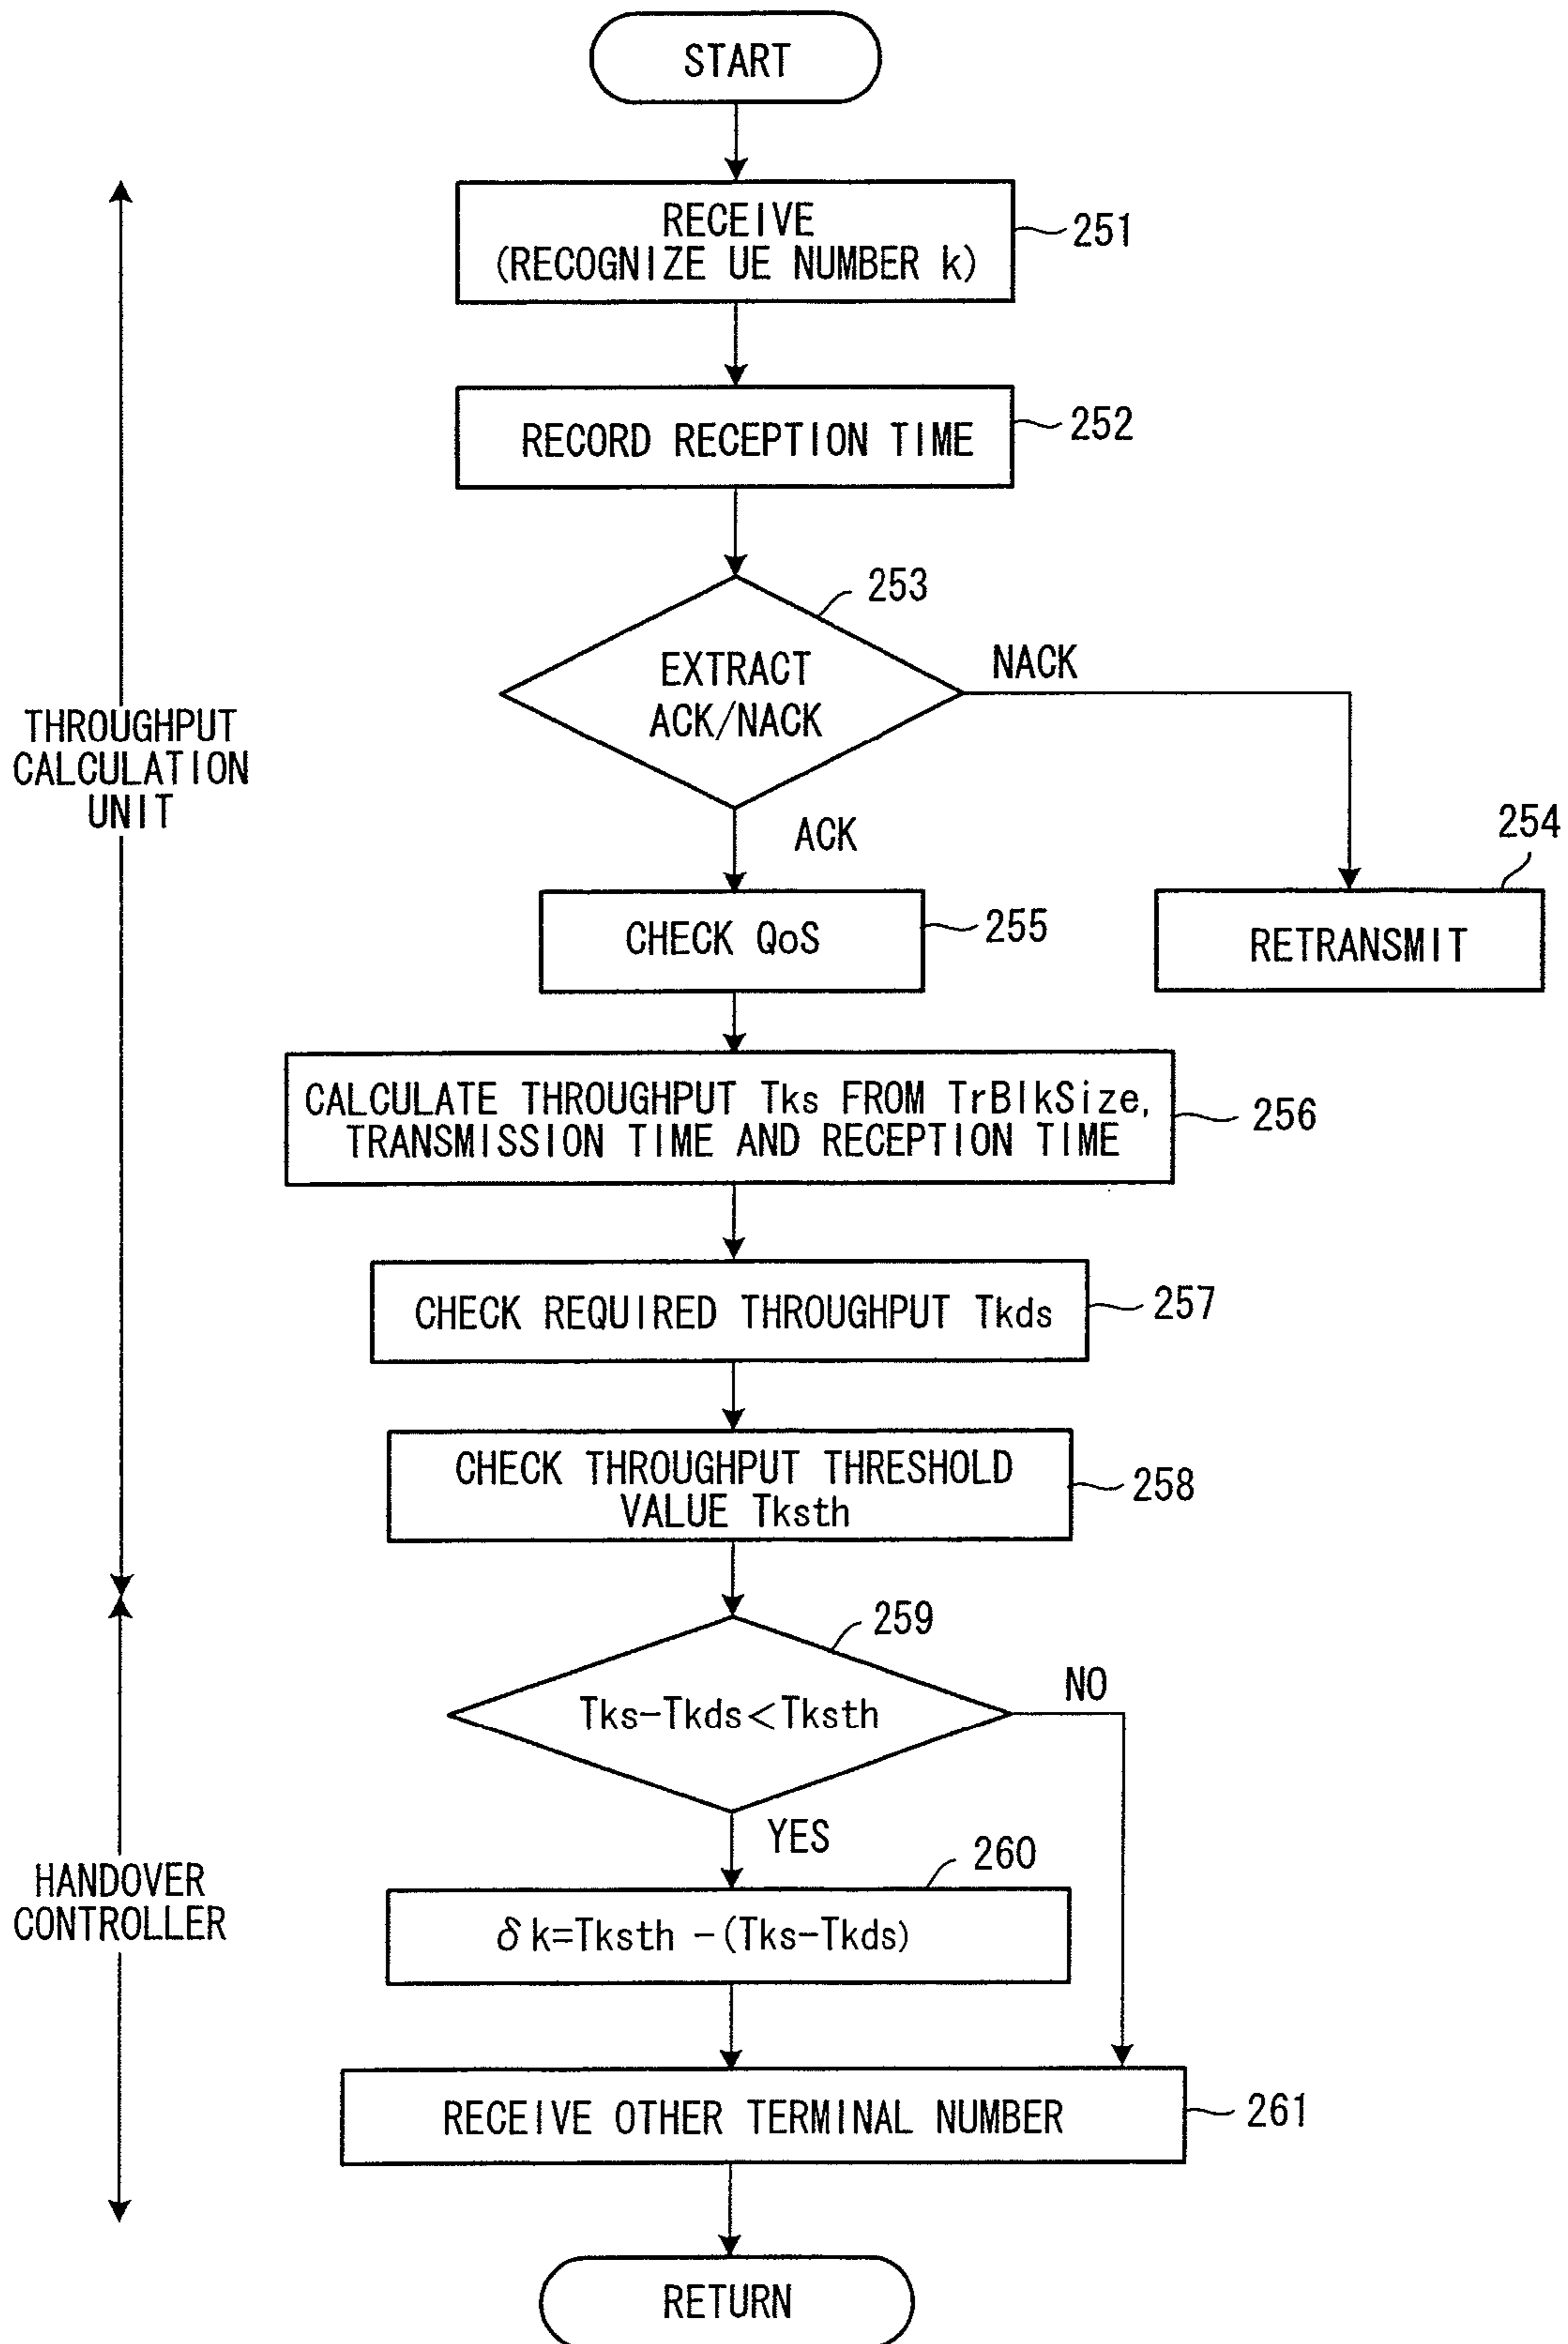 START
RECEIVE
(RECOGNIZE UE NUMBER k)
251
RECORD RECEPTION TIME
252
253
EXTRACT
ACK/NACK
NACK
THROUGHPUT
CALCULATION
UNIT
ACK
254
CHECK QoS
255
RETRANSMIT
CALCULATE THROUGHPUT Tks FROM TrBlkSize,
TRANSMISSION TIME AND RECEPTION TIME
256
CHECK REQUIRED THROUGHPUT Tkds
257
CHECK THROUGHPUT THRESHOLD
VALUE Tksth
258
259
Tks-Tkds<Tksth
NO
YES
260
HANDOVER
CONTROLLER
δk=Tksth -(Tks-Tkds)
RECEIVE OTHER TERMINAL NUMBER
261
RETURN